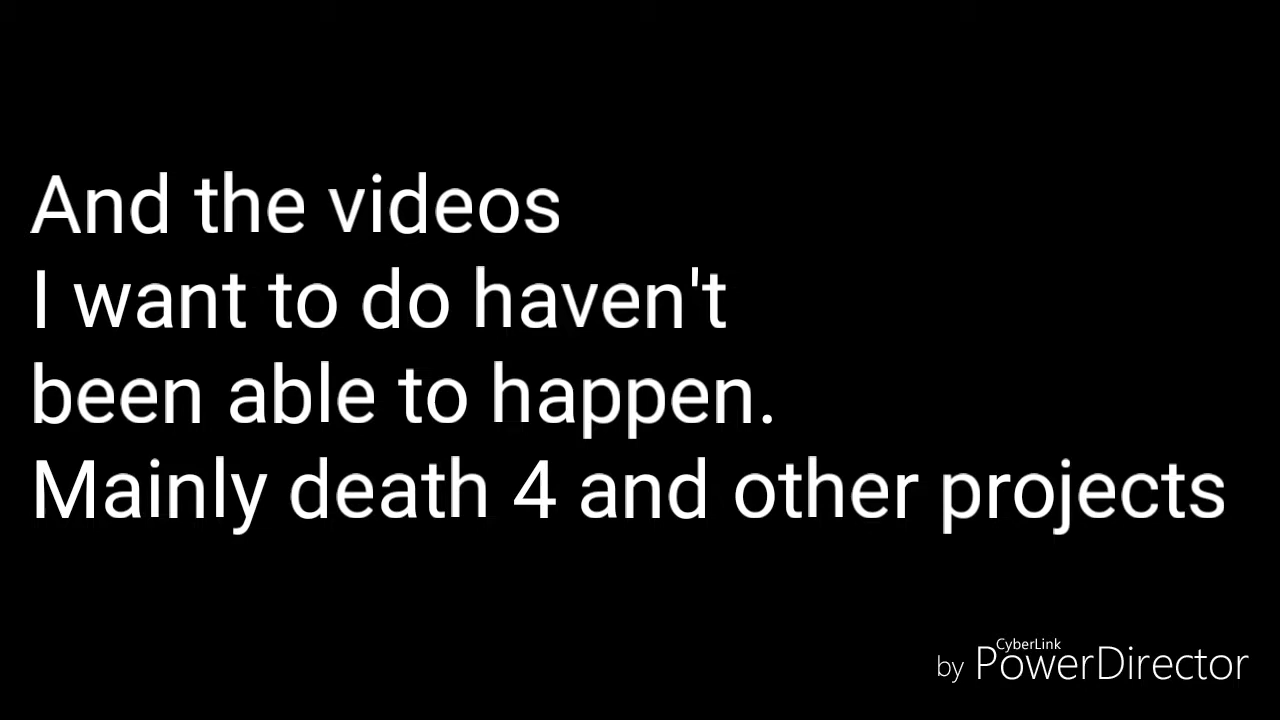 And the videos
I want to do haven't
been able to happen.
Mainly death 4 and other projects
CyberLink
by PowerDirector